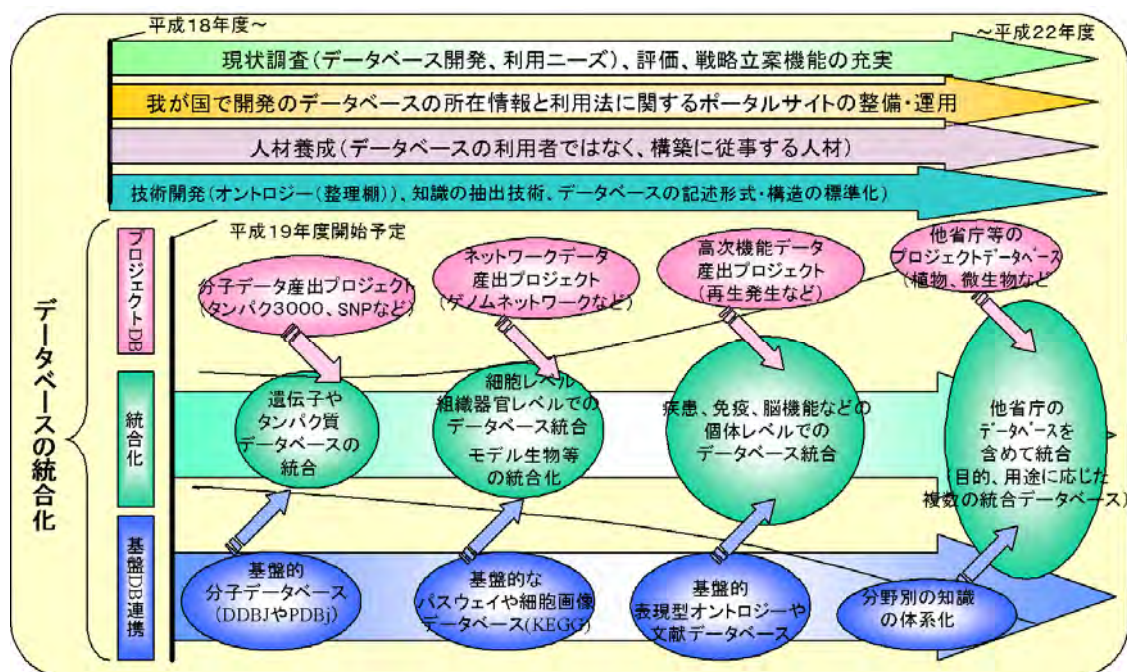 平成18年度～
～平成22年度
現状調査(データベース開発、利用ニーズ)、評価、戦略立案機能の充実
我が国で開発のデータベースの所在情報と利用法に関するポータルサイトの整備・運用
人材養成(データベースの利用者ではなく、構築に従事する人材)
技術開発(オントロジー(整理棚))、知識の抽出技術、データベースの記述形式・構造の標準化)
平成19年度開始予定
データベースの統合化
プロジェクトDB
分子データ産出プロジェクト
(タンパク3000、SNPなど)
ネットワークデータ
産出プロジェクト
(ゲノムネットワークなど)
高次機能データ
産出プロジェクト
(再生発生など)
他省庁等の
プロジェクトデータベース
(植物、微生物など
統合化
遺伝子や
タンパク質
データベースの
統合
細胞レベル
組織器官レベルでの
データベース統合
モデル生物等
の統合化
疾患、免疫、脳機能などの
個体レベルでの
データベース統合
他省庁の
データベースを
含めて統合
(目的、用途に応じた
複数の統合データベース)
基盤DB連携
基盤的
分子データベース
(DDBJやPDBj)
基盤的な
パスウェイや細胞画像
データベース(KEGG)
基盤的
表現型オントロジーや
文献データベース
分野別の知識
の体系化